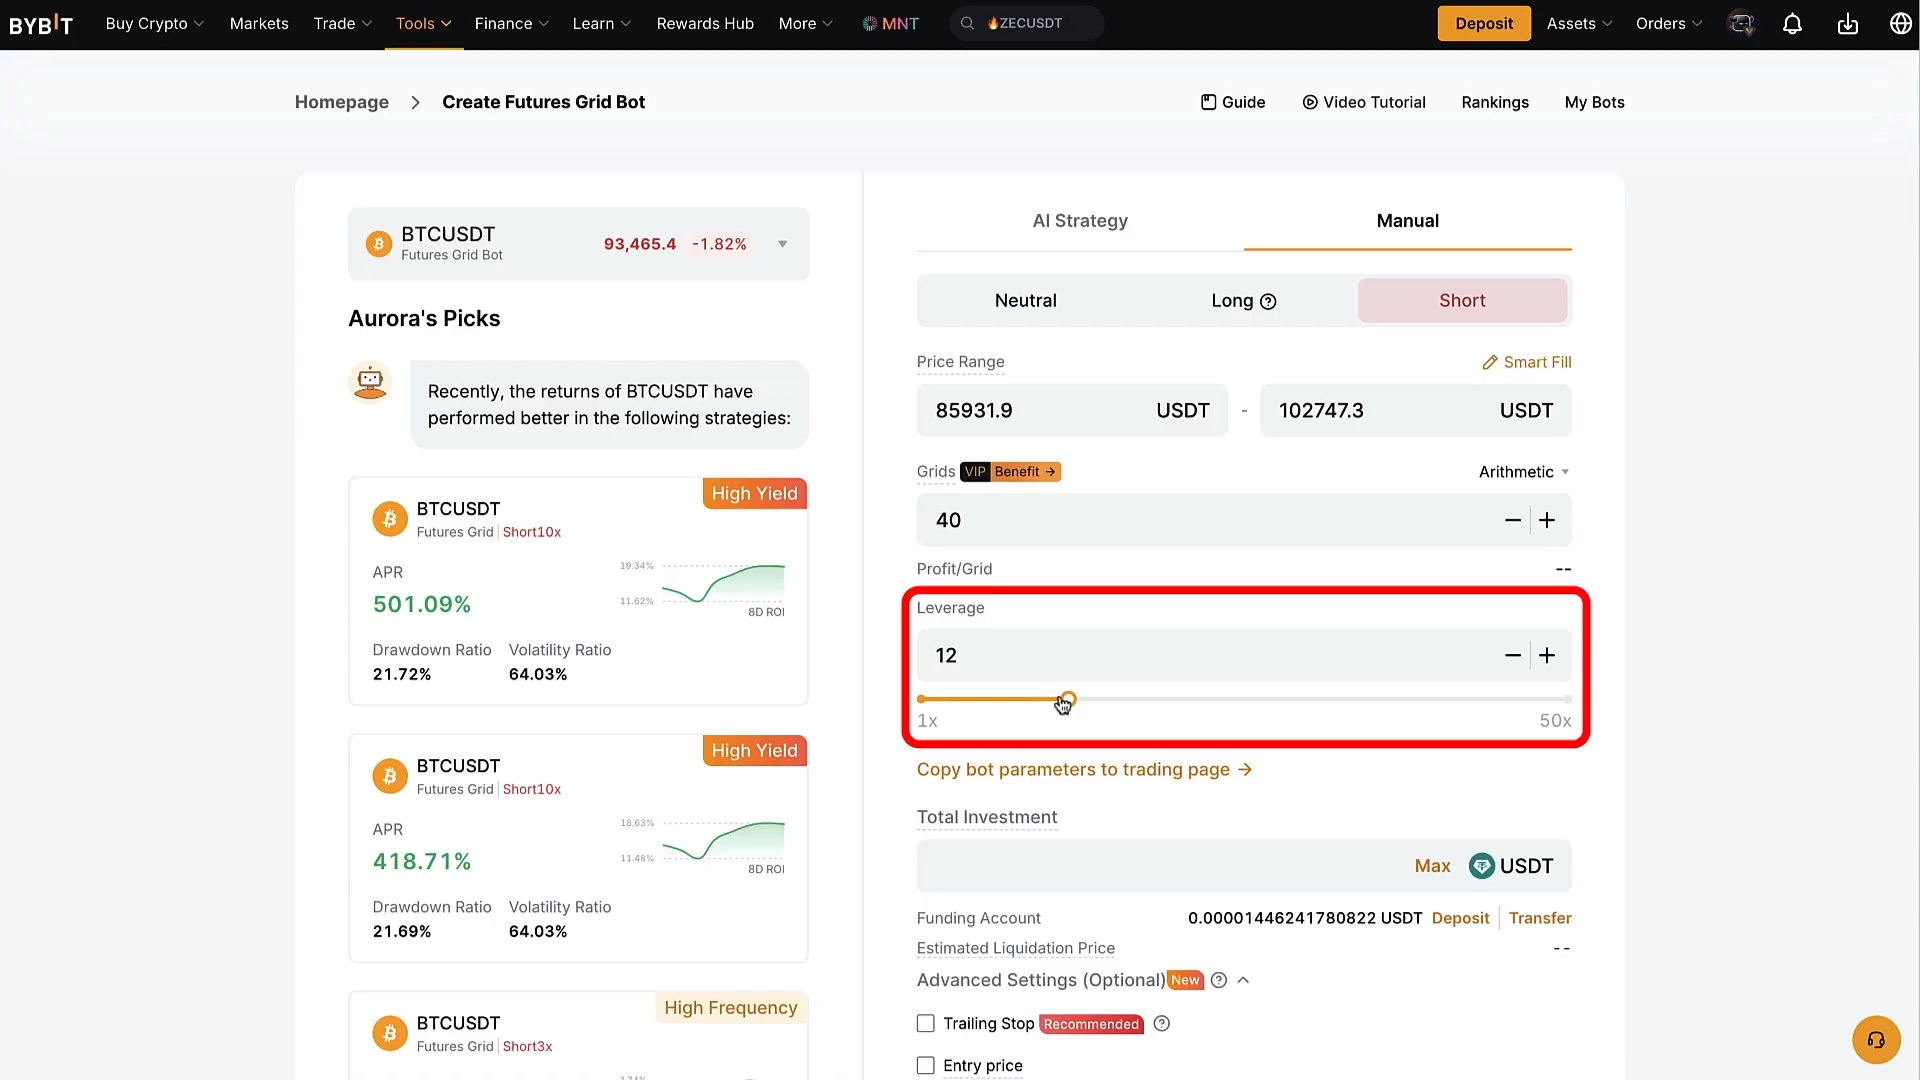 BYBIT Buy Crypto Markets Trade Tools Finance Learn Rewards Hub More MNT ZECUSDT Deposit Assets Orders
Homepage > Create Futures Grid Bot Guide Video Tutorial Rankings My Bots
BTCUSDT
Futures Grid Bot
93,465.4 -1.82%
Aurora's Picks
Recently, the returns of BTCUSDT have
performed better in the following strategies:
High Yield
BTCUSDT
Futures Grid Short10x
APR
501.09%
19.34%
11.62%
8D ROI
Drawdown Ratio Volatility Ratio
21.72% 64.03%
High Yield
BTCUSDT
Futures Grid Short10x
APR
418.71%
18.63%
11.48%
8D ROI
Drawdown Ratio Volatility Ratio
21.69% 64.03%
High Frequency
BTCUSDT
Futures Grid Short3x
AI Strategy Manual
Neutral Long Short
Price Range Smart Fill
85931.9 USDT - 102747.3 USDT
Grids VIP Benefit → Arithmetic
40 − +
Profit/Grid --
Leverage
12 − +
1x 50x
Copy bot parameters to trading page →
Total Investment
Max USDT
Funding Account 0.00001446241780822 USDT Deposit Transfer
Estimated Liquidation Price --
Advanced Settings (Optional) New
Trailing Stop Recommended
Entry price